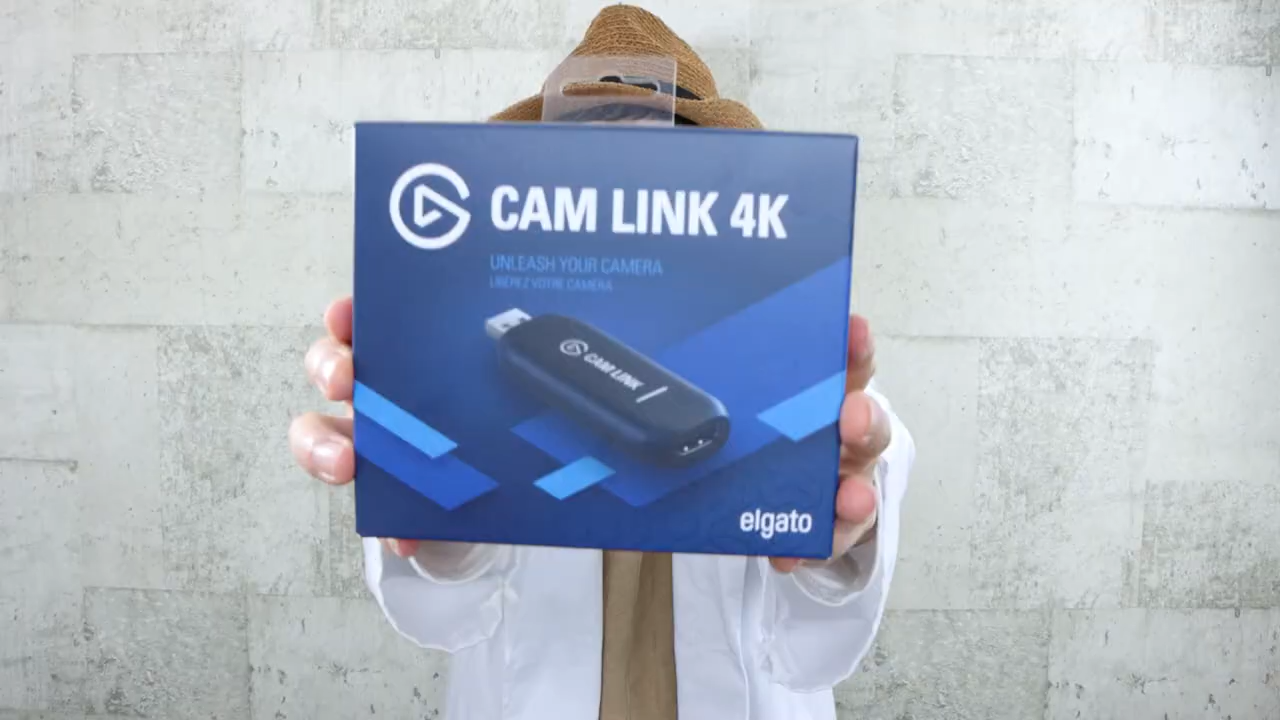 CAM LINK 4K
UNLEASH YOUR CAMERA
LIBÉREZ VOTRE CAMÉRA
CAM LINK
elgato